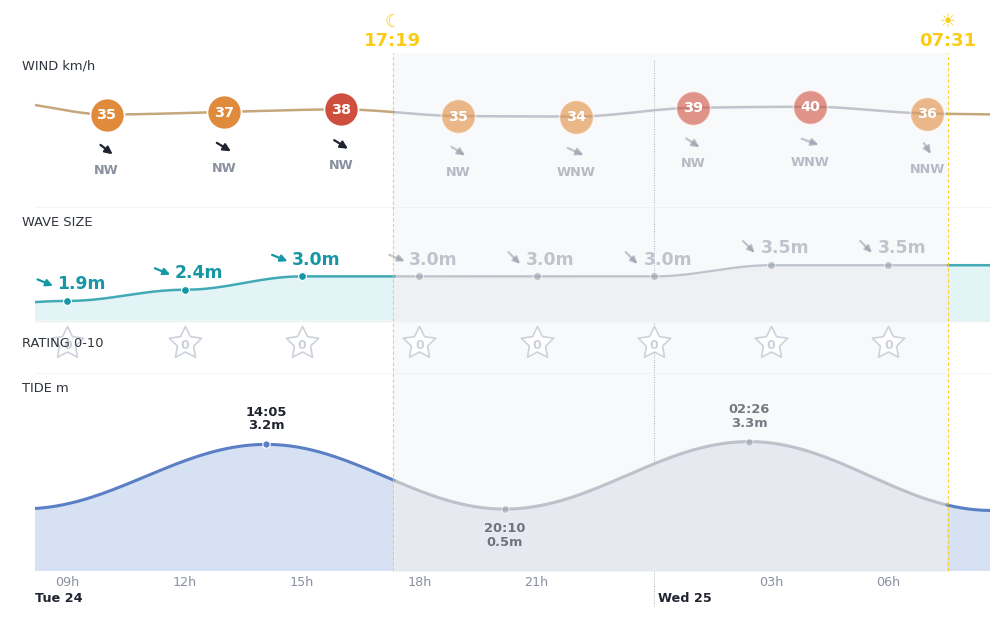 17:19 07:31
WIND km/h
35 37 38 35 34 39 40 36
NW NW NW NW WNW NW WNW NNW
WAVE SIZE
1.9m 2.4m 3.0m 3.0m 3.0m 3.0m 3.5m 3.5m
RATING 0-10
0 0 0 0 0 0 0 0
TIDE m
14:05
3.2m
02:26
3.3m
20:10
0.5m
09h 12h 15h 18h 21h 03h 06h
Tue 24 Wed 25